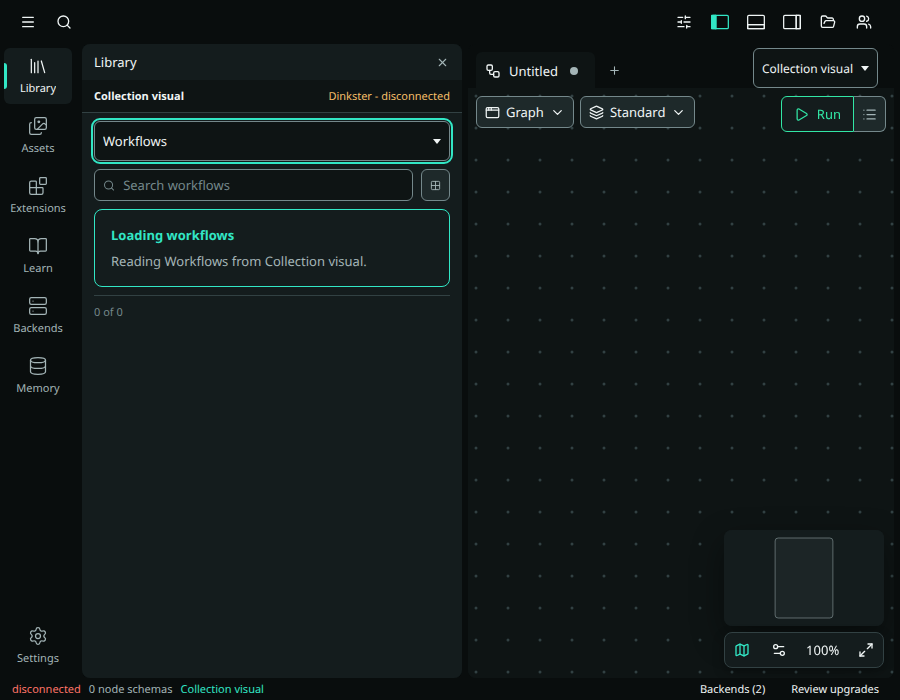 Library
Assets
Extensions
Learn
Backends
Memory
Settings
Library
Collection visual
Dinkster - disconnected
Workflows
Search workflows
Loading workflows
Reading Workflows from Collection visual.
0 of 0
Untitled
Collection visual
Graph
Standard
Run
100%
disconnected
0 node schemas
Collection visual
Backends (2)
Review upgrades